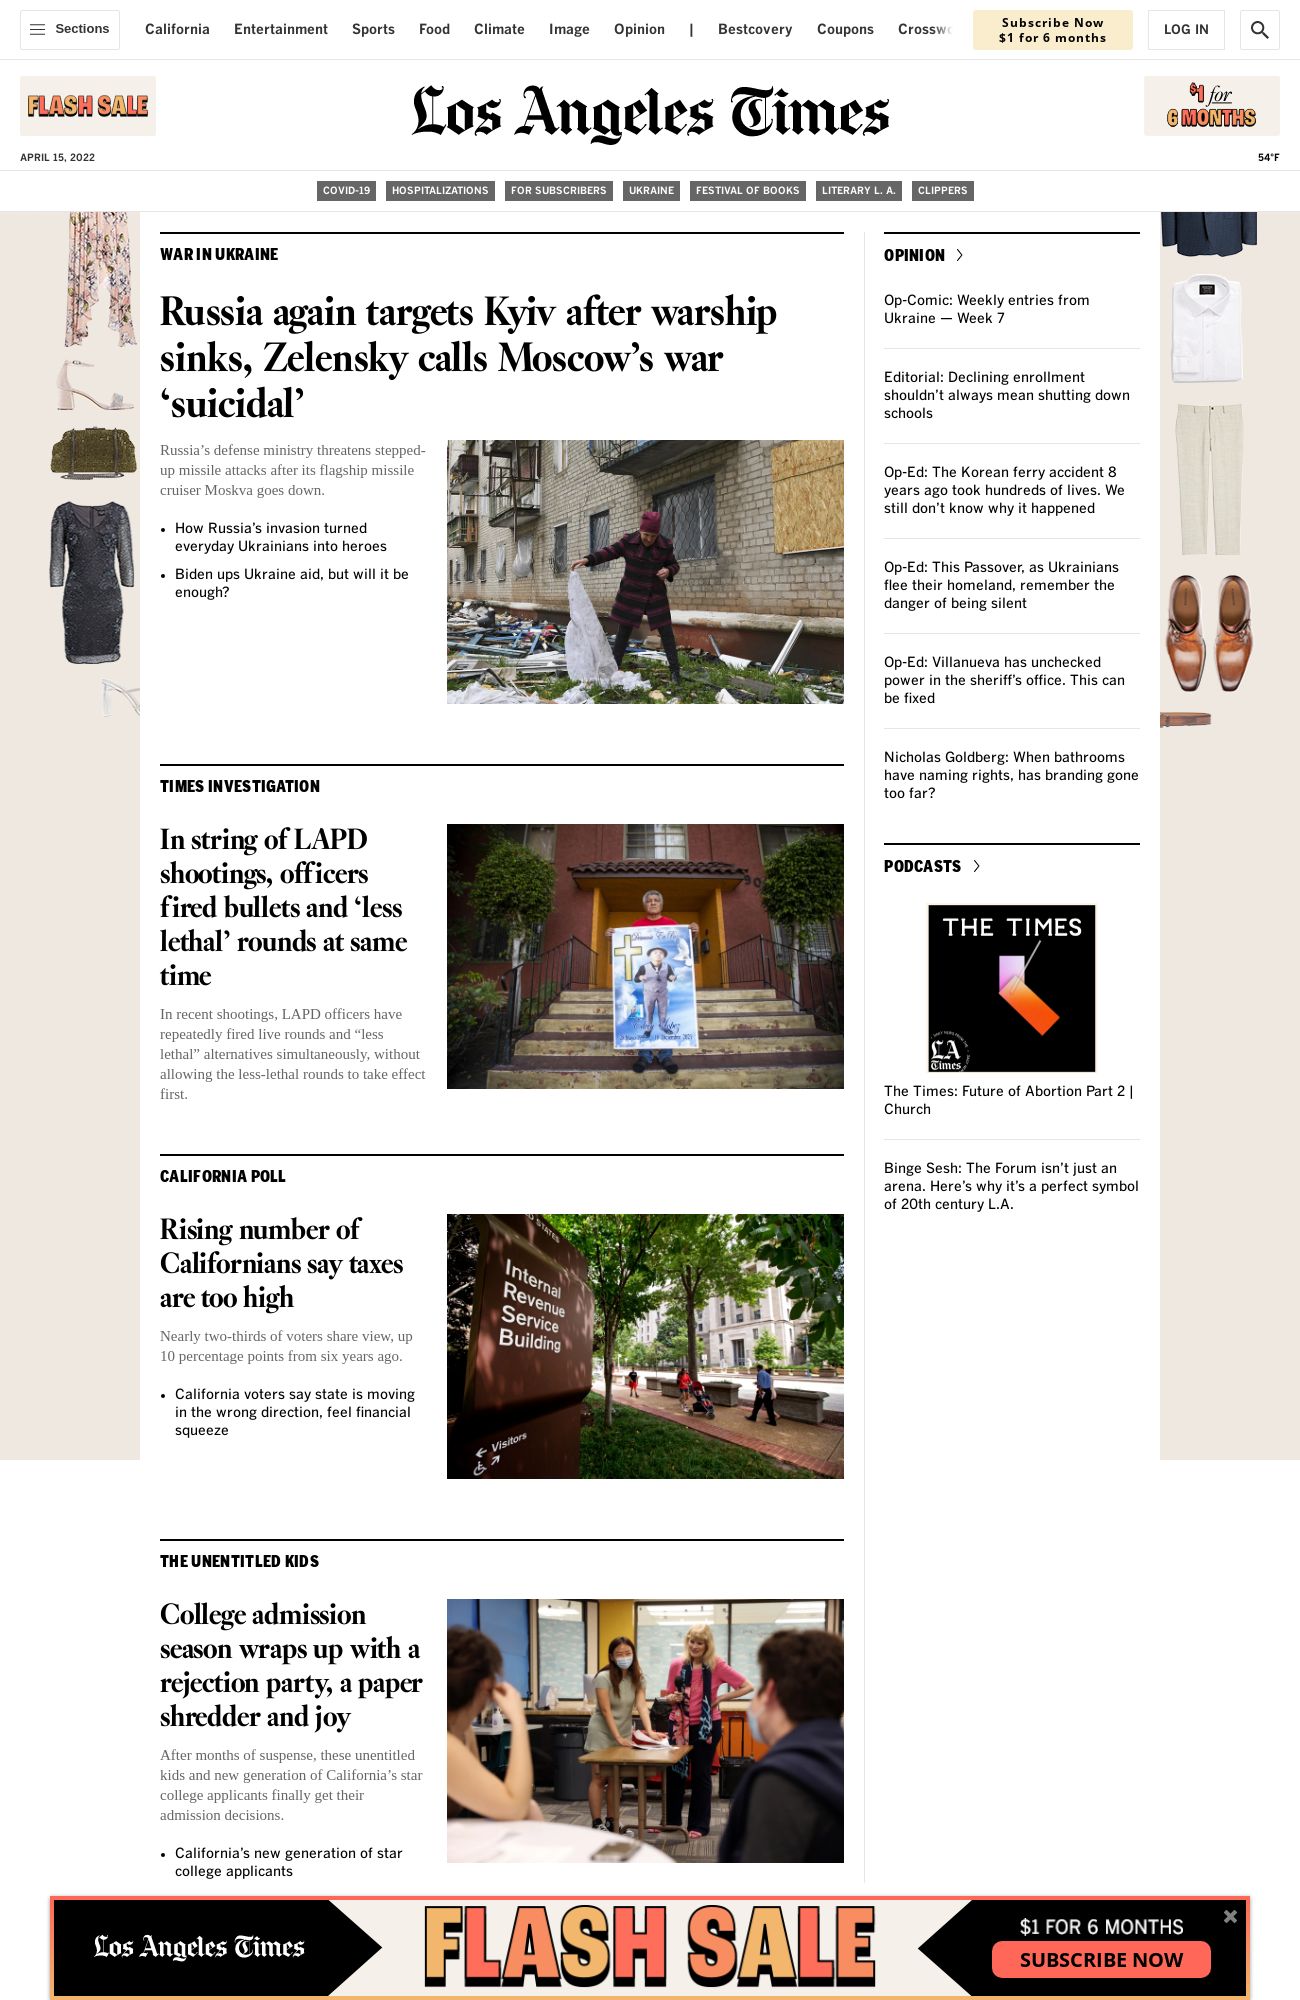 Sections
California Entertainment Sports Food Climate Image Opinion | Bestcovery Coupons
Subscribe Now
$1 for 6 months
LOG IN
FLASH SALE
Los Angeles Times
$1 for
6 MONTHS
APRIL 15, 2022
54°F
COVID-19 HOSPITALIZATIONS FOR SUBSCRIBERS UKRAINE FESTIVAL OF BOOKS LITERARY L. A. CLIPPERS
WAR IN UKRAINE
Russia again targets Kyiv after warship
sinks, Zelensky calls Moscow’s war
‘suicidal’
Russia’s defense ministry threatens stepped-
up missile attacks after its flagship missile
cruiser Moskva goes down.
• How Russia’s invasion turned
everyday Ukrainians into heroes
• Biden ups Ukraine aid, but will it be
enough?
TIMES INVESTIGATION
In string of LAPD
shootings, officers
fired bullets and ‘less
lethal’ rounds at same
time
In recent shootings, LAPD officers have
repeatedly fired live rounds and “less
lethal” alternatives simultaneously, without
allowing the less-lethal rounds to take effect
first.
CALIFORNIA POLL
Rising number of
Californians say taxes
are too high
Nearly two-thirds of voters share view, up
10 percentage points from six years ago.
• California voters say state is moving
in the wrong direction, feel financial
squeeze
Internal
Revenue
Service
Building
Visitors
THE UNENTITLED KIDS
College admission
season wraps up with a
rejection party, a paper
shredder and joy
After months of suspense, these unentitled
kids and new generation of California’s star
college applicants finally get their
admission decisions.
• California’s new generation of star
college applicants
OPINION
Op-Comic: Weekly entries from
Ukraine — Week 7
Editorial: Declining enrollment
shouldn’t always mean shutting down
schools
Op-Ed: The Korean ferry accident 8
years ago took hundreds of lives. We
still don’t know why it happened
Op-Ed: This Passover, as Ukrainians
flee their homeland, remember the
danger of being silent
Op-Ed: Villanueva has unchecked
power in the sheriff’s office. This can
be fixed
Nicholas Goldberg: When bathrooms
have naming rights, has branding gone
too far?
PODCASTS
THE TIMES
LA
Times
The Times: Future of Abortion Part 2 |
Church
Binge Sesh: The Forum isn’t just an
arena. Here’s why it’s a perfect symbol
of 20th century L.A.
Los Angeles Times
FLASH SALE
$1 FOR 6 MONTHS
SUBSCRIBE NOW